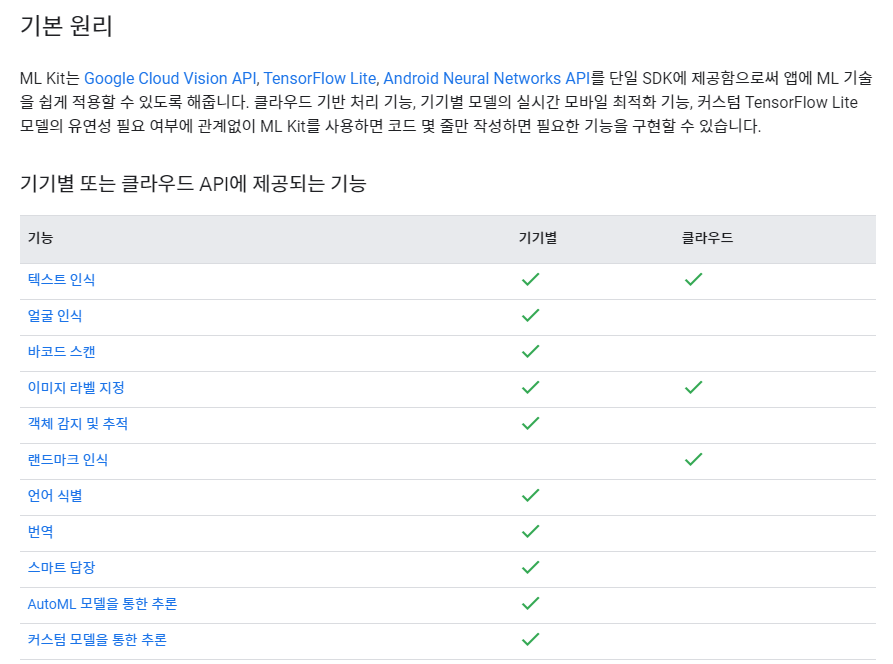 기본 원리
ML Kit는 Google Cloud Vision API, TensorFlow Lite, Android Neural Networks API를 단일 SDK에 제공함으로써 앱에 ML 기술
을 쉽게 적용할 수 있도록 해줍니다. 클라우드 기반 처리 기능, 기기별 모델의 실시간 모바일 최적화 기능, 커스텀 TensorFlow Lite
모델의 유연성 필요 여부에 관계없이 ML Kit를 사용하면 코드 몇 줄만 작성하면 필요한 기능을 구현할 수 있습니다.
기기별 또는 클라우드 API에 제공되는 기능
기능 기기별 클라우드
텍스트 인식
얼굴 인식
바코드 스캔
이미지 라벨 지정
객체 감지 및 추적
랜드마크 인식
언어 식별
번역
스마트 답장
AutoML 모델을 통한 추론
커스텀 모델을 통한 추론